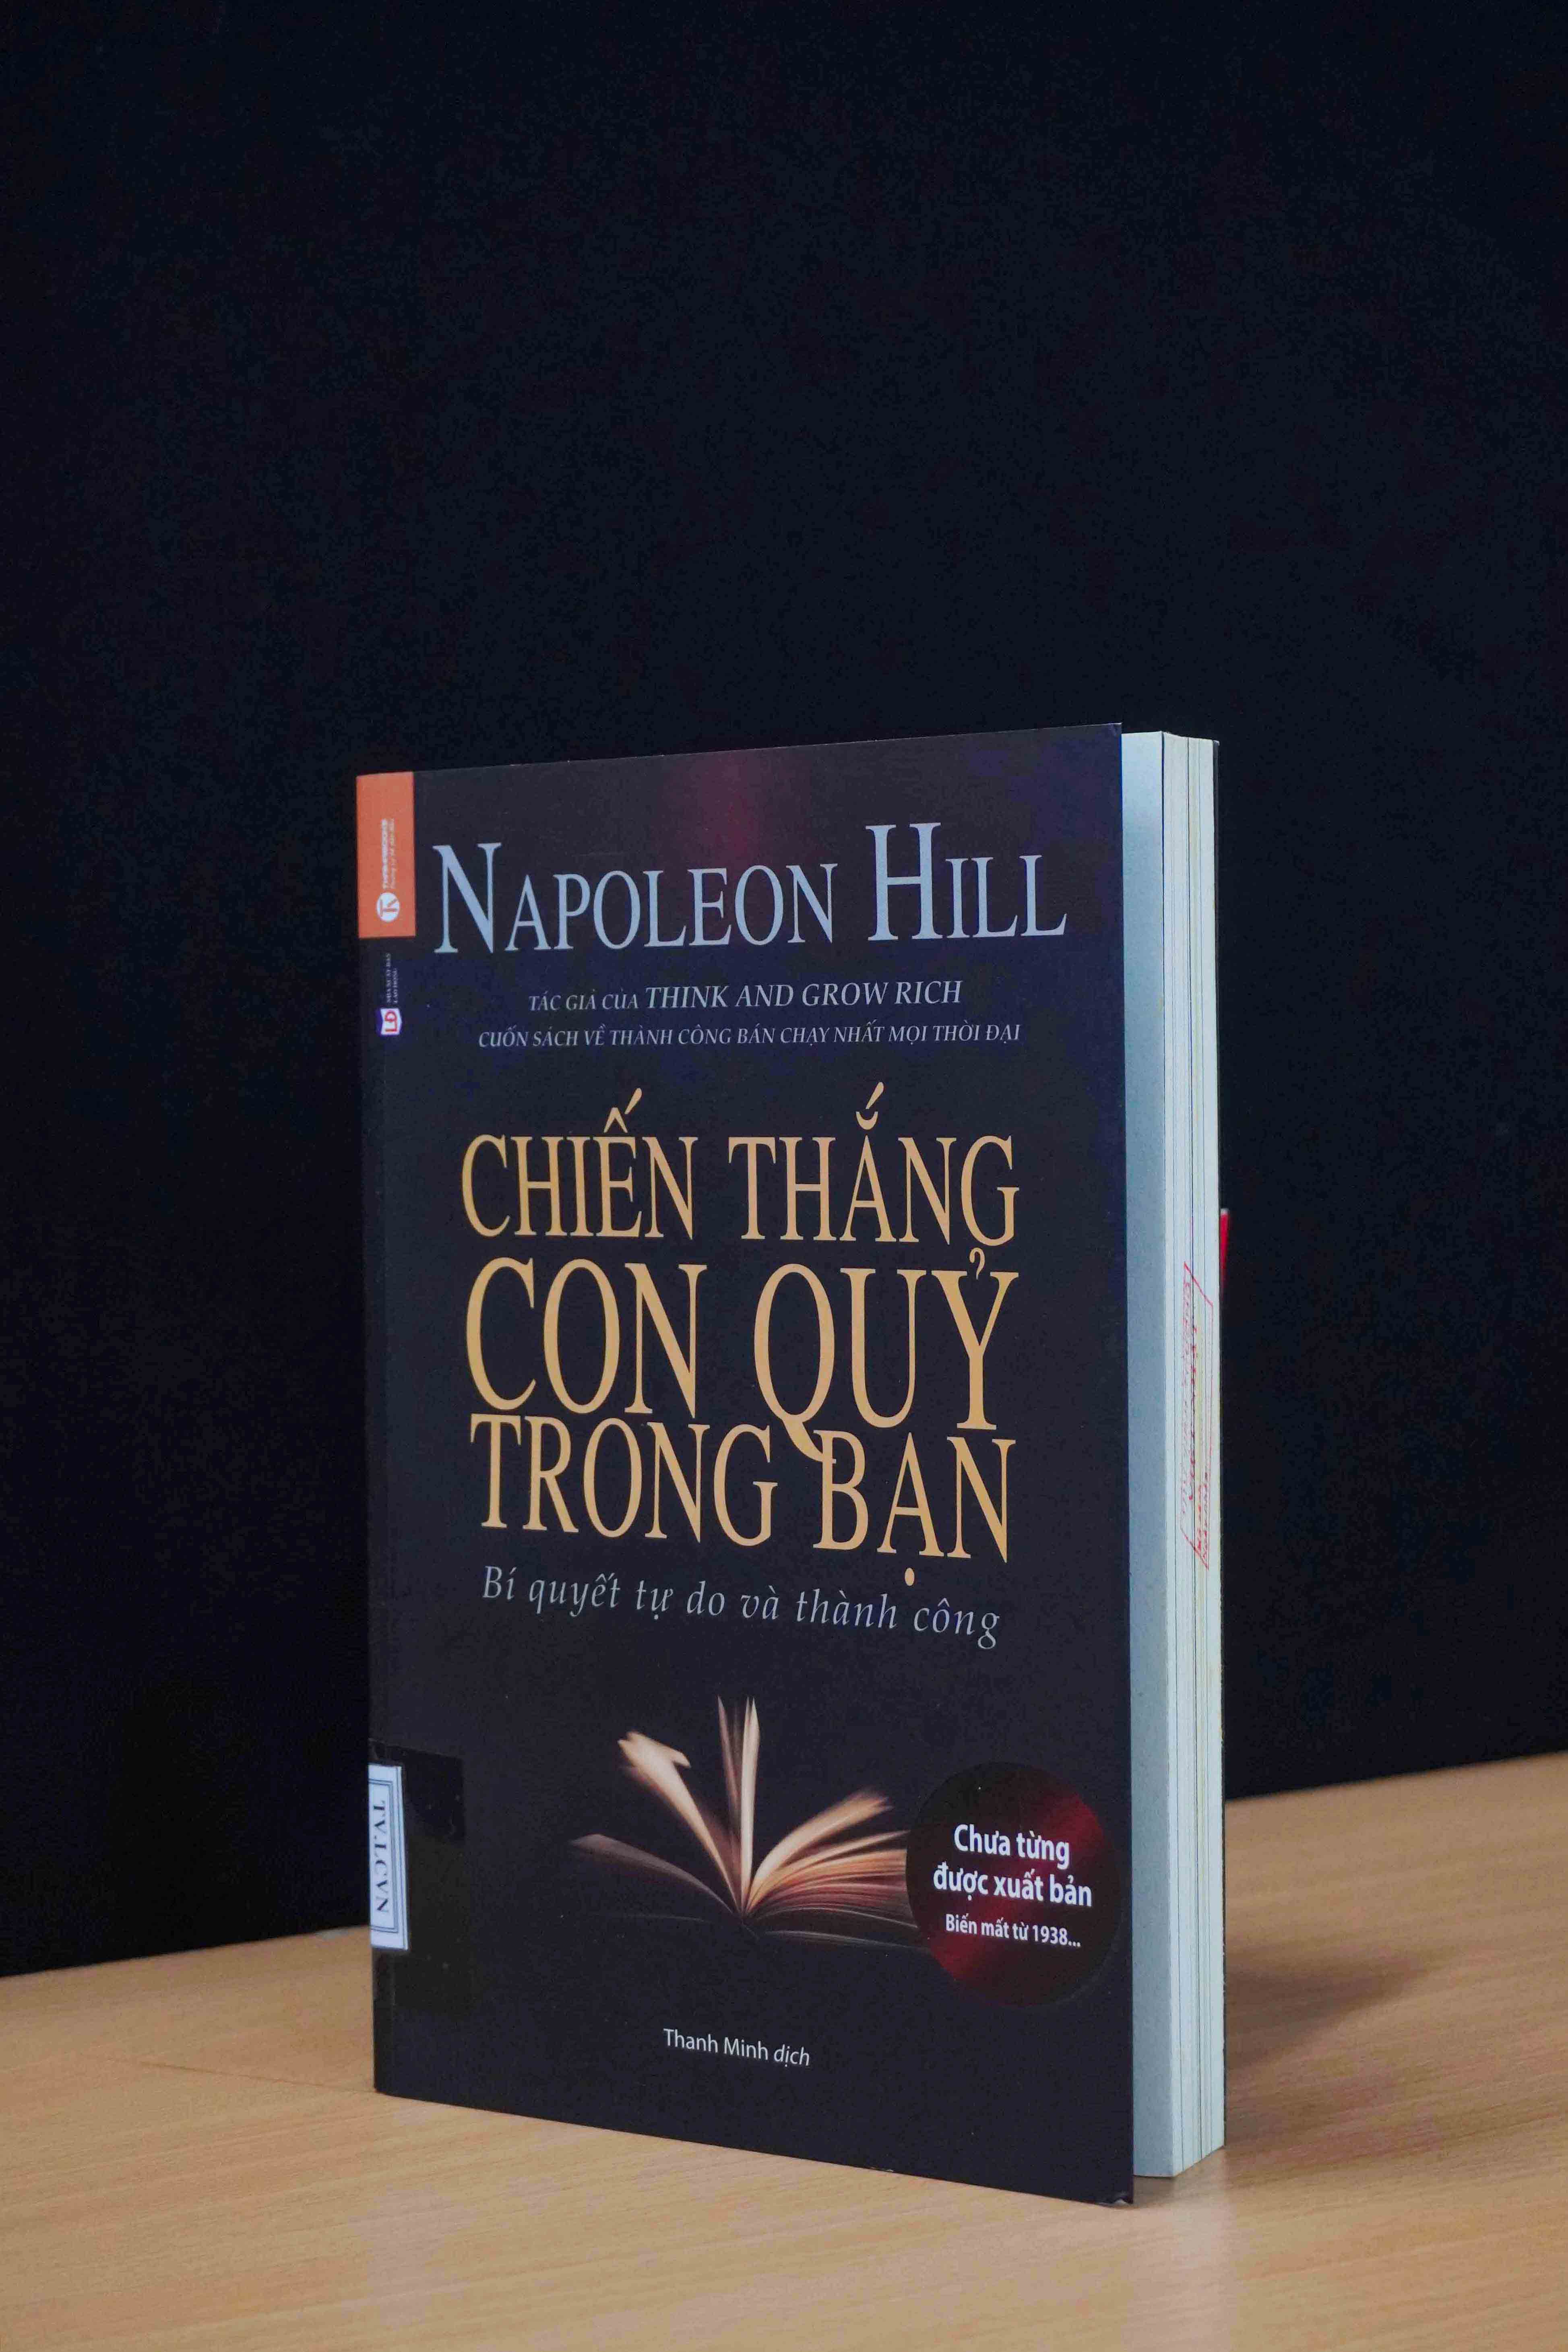 NAPOLEON HILL
TÁC GIẢ CỦA THINK AND GROW RICH
CUỐN SÁCH VỀ THÀNH CÔNG BÁN CHẠY NHẤT MỌI THỜI ĐẠI
CHIẾN THẮNG
CON QUỶ
TRONG BẠN
Bí quyết tự do và thành công
Chưa từng
được xuất bản
Biến mất từ 1938...
Thanh Minh dịch
TV.LCVN